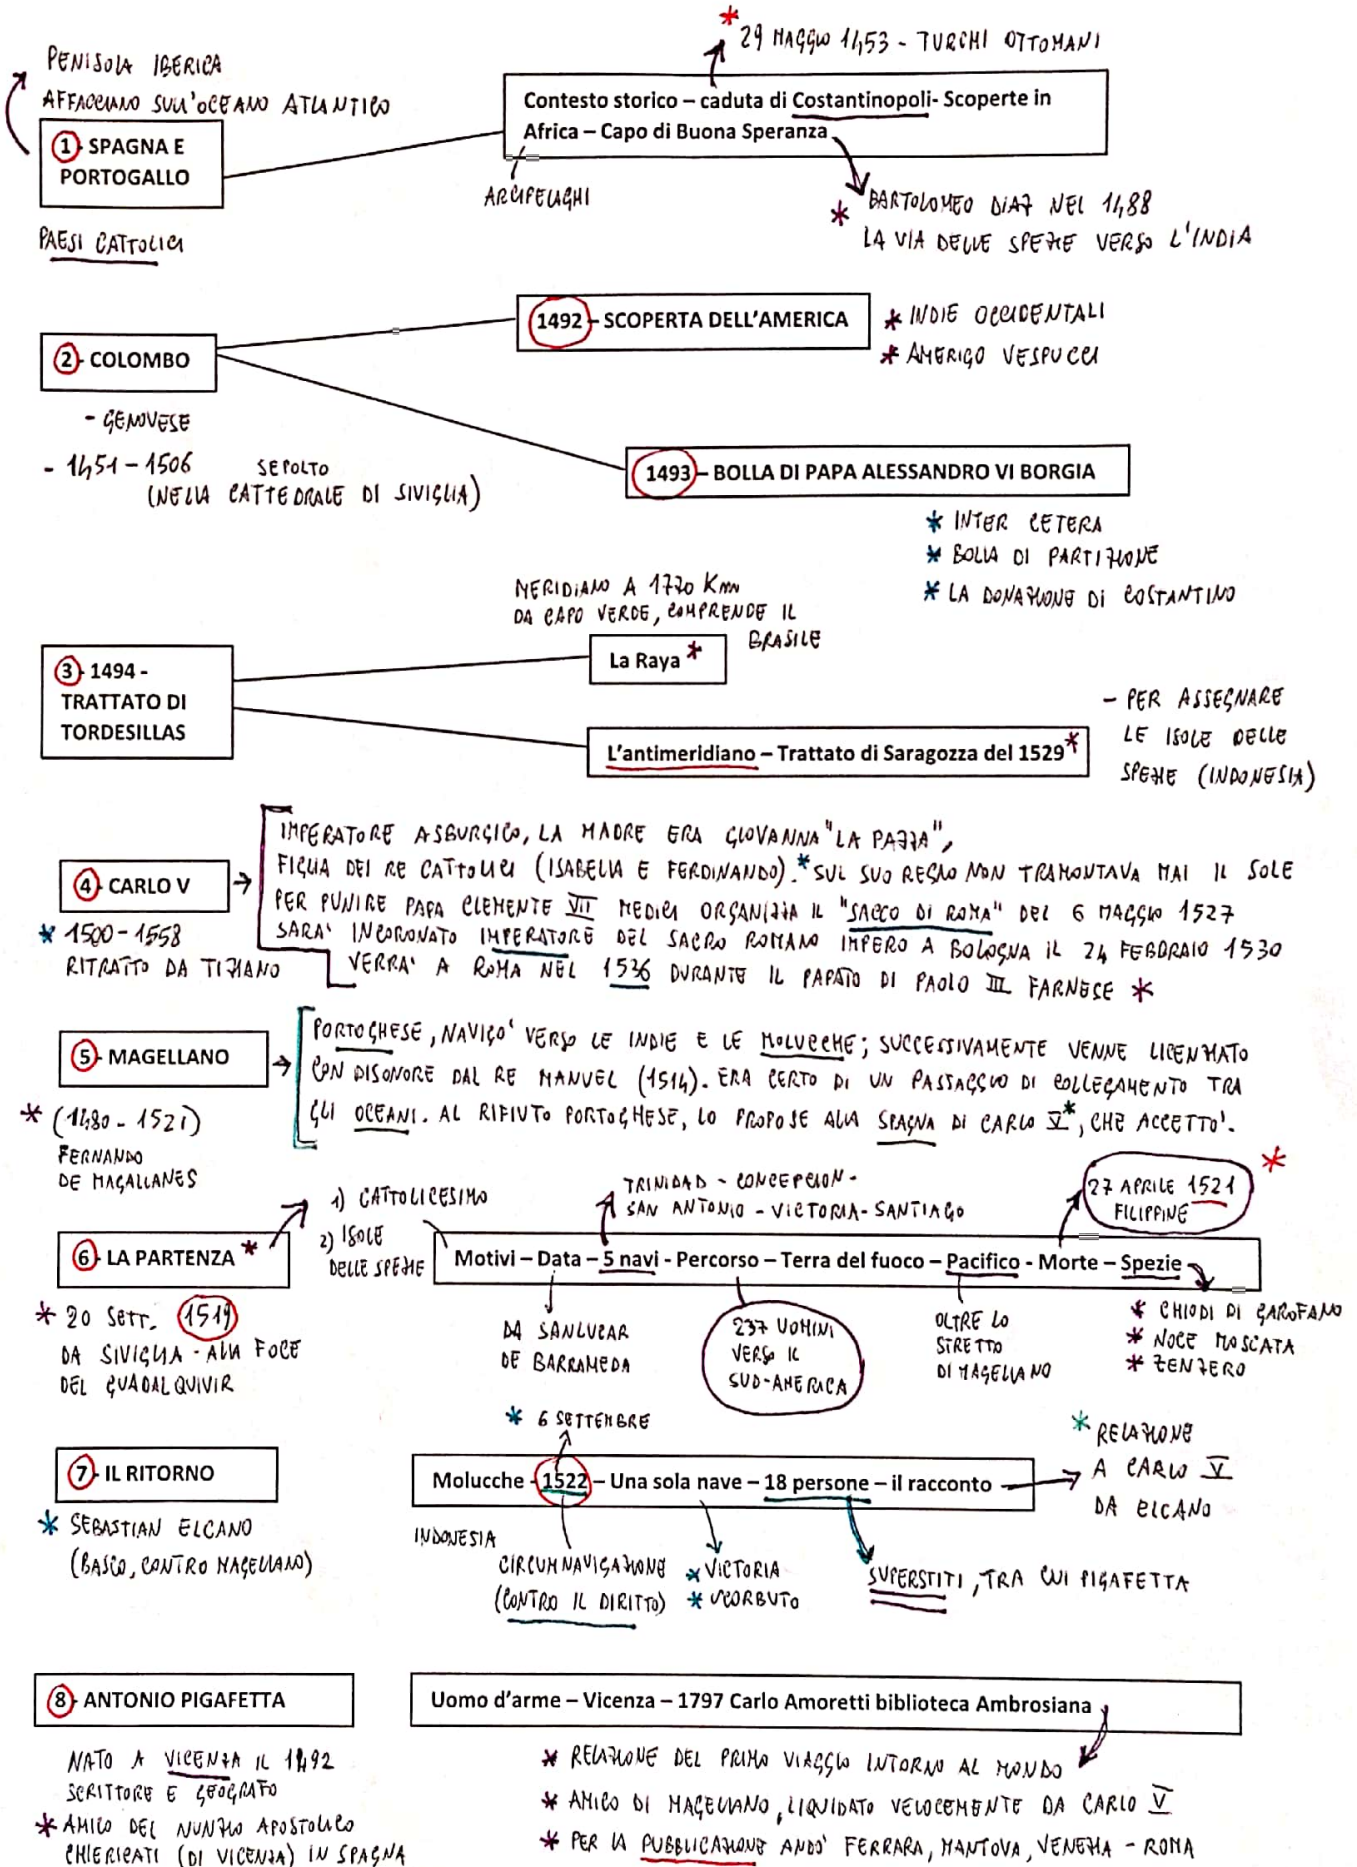 * 29 MAGGIO 1453 - TURCHI OTTOMANI
PENISOLA IBERICA
AFFACCIANO SULL'OCEANO ATLANTICO
1 - SPAGNA E
PORTOGALLO
PAESI CATTOLICI
Contesto storico – caduta di Costantinopoli- Scoperte in
Africa – Capo di Buona Speranza
ARCIPELAGHI
* BARTOLOMEO DIAZ NEL 1488
LA VIA DELLE SPEZIE VERSO L'INDIA
2 - COLOMBO
- GENOVESE
- 1451-1506 SEPOLTO
(NELLA CATTEDRALE DI SIVIGLIA)
1492 – SCOPERTA DELL'AMERICA
* INDIE OCCIDENTALI
* AMERIGO VESPUCCI
1493 – BOLLA DI PAPA ALESSANDRO VI BORGIA
* INTER CETERA
* BOLLA DI PARTIZIONE
* LA DONAZIONE DI COSTANTINO
3 - 1494 -
TRATTATO DI
TORDESILLAS
MERIDIANO A 1770 Km
DA CAPO VERDE, COMPRENDE IL
BRASILE
La Raya *
L'antimeridiano – Trattato di Saragozza del 1529 *
- PER ASSEGNARE
LE ISOLE DELLE
SPEZIE (INDONESIA)
4 - CARLO V
* 1500-1558
RITRATTO DA TIZIANO
IMPERATORE ASBURGICO, LA MADRE ERA GIOVANNA "LA PAZZA",
FIGLIA DEI RE CATTOLICI (ISABELLA E FERDINANDO). * SUL SUO REGNO NON TRAMONTAVA MAI IL SOLE
PER PUNIRE PAPA CLEMENTE VII MEDICI ORGANIZZA IL "SACCO DI ROMA" DEL 6 MAGGIO 1527
SARA' INCORONATO IMPERATORE DEL SACRO ROMANO IMPERO A BOLOGNA IL 24 FEBBRAIO 1530
VERRA' A ROMA NEL 1536 DURANTE IL PAPATO DI PAOLO III FARNESE *
5 - MAGELLANO
* (1480-1521)
FERNANDO
DE MAGALLANES
PORTOGHESE, NAVIGO' VERSO LE INDIE E LE MOLUCCHE; SUCCESSIVAMENTE VENNE LICENZIATO
CON DISONORE DAL RE MANUEL (1514). ERA CERTO DI UN PASSAGGIO DI COLLEGAMENTO TRA
GLI OCEANI. AL RIFIUTO PORTOGHESE, LO PROPOSE ALLA SPAGNA DI CARLO V *, CHE ACCETTO'.
6 - LA PARTENZA *
* 20 SETT. 1519
DA SIVIGLIA - ALLA FOCE
DEL GUADALQUIVIR
1) CATTOLICESIMO
2) ISOLE
DELLE SPEZIE
TRINIDAD - CONCEPCION -
SAN ANTONIO - VICTORIA - SANTIAGO
27 APRILE 1521 *
FILIPPINE
Motivi – Data – 5 navi - Percorso – Terra del fuoco – Pacifico - Morte – Spezie
DA SANLUCAR
DE BARRAMEDA
237 UOMINI
VERSO IL
SUD-AMERICA
OLTRE LO
STRETTO
DI MAGELLANO
* CHIODI DI GAROFANO
* NOCE MOSCATA
* ZENZERO
7 - IL RITORNO
* SEBASTIAN ELCANO
(BASCO, CONTRO MAGELLANO)
* 6 SETTEMBRE
Molucche - 1522 – Una sola nave – 18 persone – il racconto
* RELAZIONE
A CARLO V
DA ELCANO
INDONESIA
CIRCUMNAVIGAZIONE
(CONTRO IL DIRITTO)
* VICTORIA
* SCORBUTO
SUPERSTITI, TRA CUI PIGAFETTA
8 - ANTONIO PIGAFETTA
NATO A VICENZA IL 1492
SCRITTORE E GEOGRAFO
* AMICO DEL NUNZIO APOSTOLICO
CHIERICATI (DI VICENZA) IN SPAGNA
Uomo d'arme – Vicenza – 1797 Carlo Amoretti biblioteca Ambrosiana
* RELAZIONE DEL PRIMO VIAGGIO INTORNO AL MONDO
* AMICO DI MAGELLANO, LIQUIDATO VELOCEMENTE DA CARLO V
* PER LA PUBBLICAZIONE ANDO' FERRARA, MANTOVA, VENEZIA - ROMA